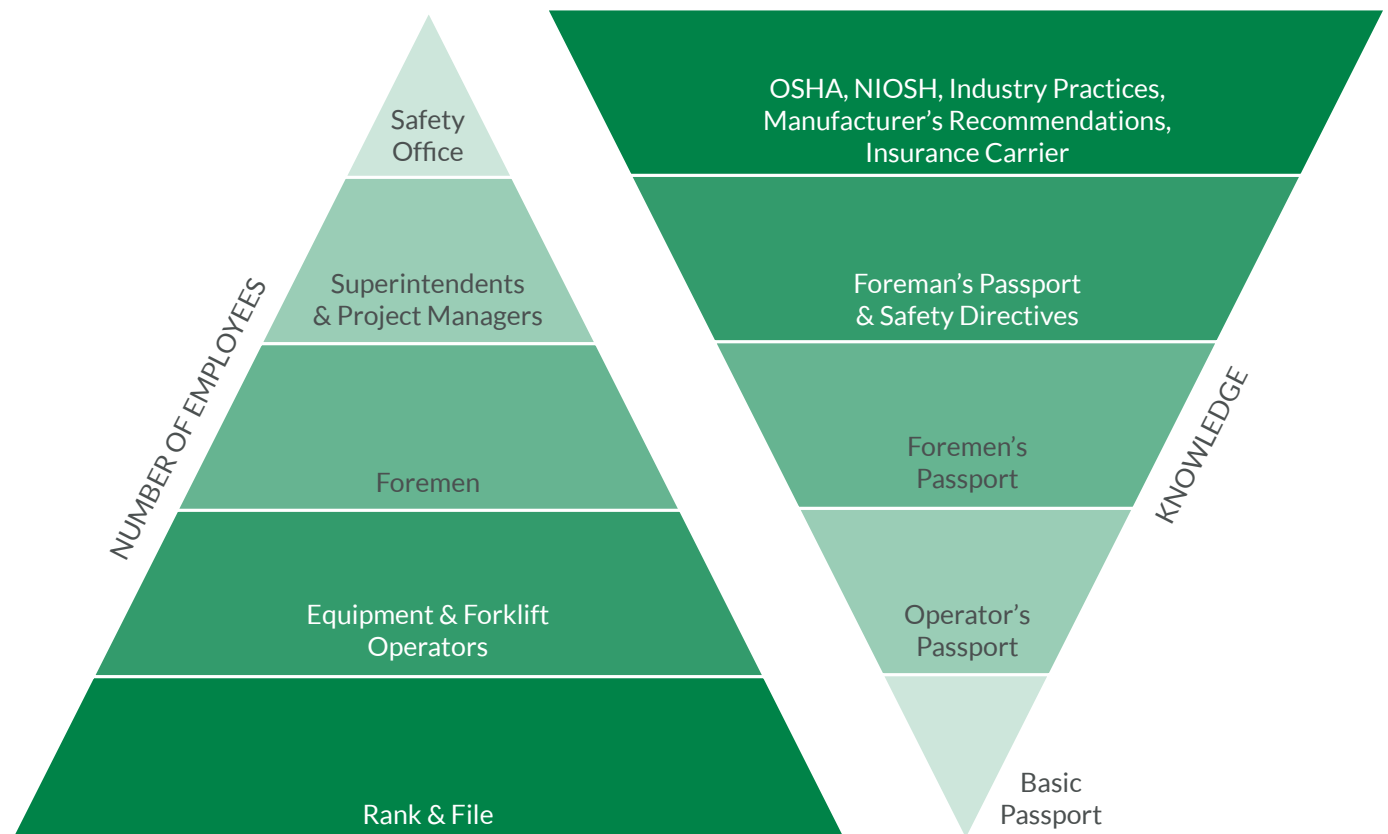 Safety
Office
Superintendents
& Project Managers
Foremen
Equipment & Forklift
Operators
Rank & File
NUMBER OF EMPLOYEES
OSHA, NIOSH, Industry Practices,
Manufacturer’s Recommendations,
Insurance Carrier
Foreman’s Passport
& Safety Directives
Foremen’s
Passport
Operator’s
Passport
Basic
Passport
KNOWLEDGE